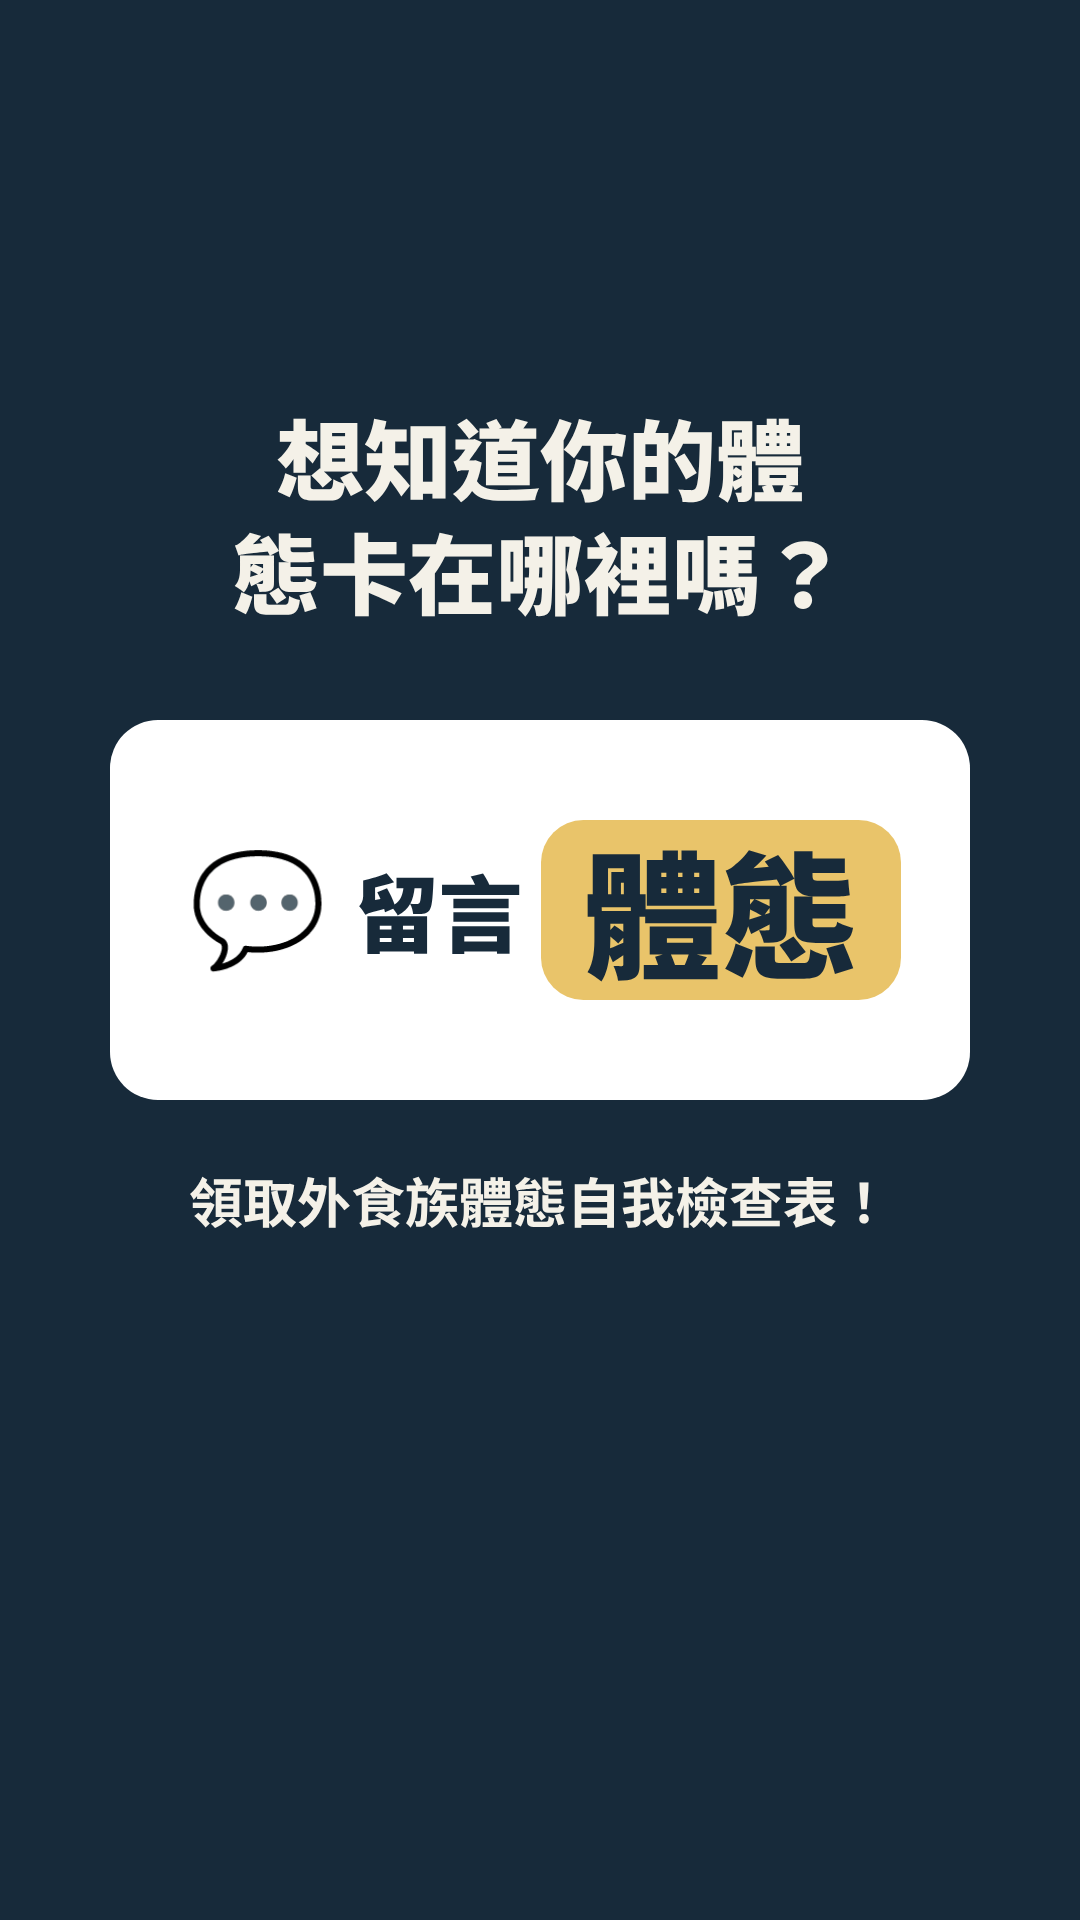 想知道你的體
態卡在哪裡嗎？
留言 體態
領取外食族體態自我檢查表！